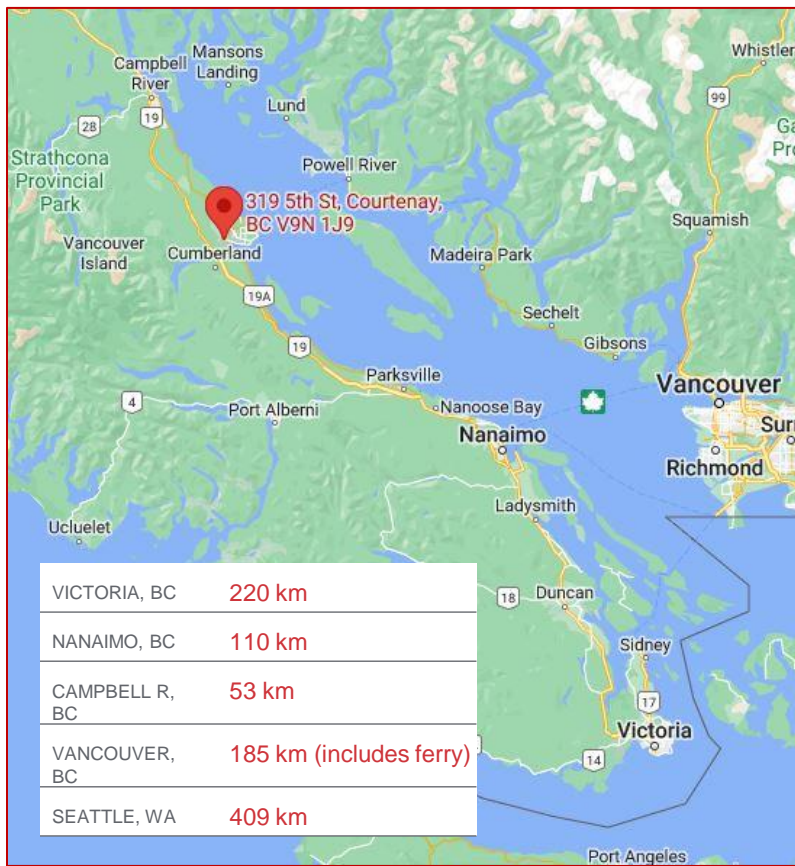 Campbell
River
Mansons
Landing
Whistler
19
99
Lund
28
Strathcona
Provincial
Park
Powell River
319 5th St, Courtenay,
BC V9N 1J9
Squamish
Vancouver
Island
Cumberland
Madeira Park
19A
Sechelt
19
Gibsons
Parksville
Vancouver
4
Port Alberni
Nanoose Bay
Nanaimo
Richmond
Ladysmith
Ucluelet
18
Duncan
Sidney
17
Victoria
14
Port Angeles
VICTORIA, BC 220 km
NANAIMO, BC 110 km
CAMPBELL R, 53 km
BC
VANCOUVER, 185 km (includes ferry)
BC
SEATTLE, WA 409 km